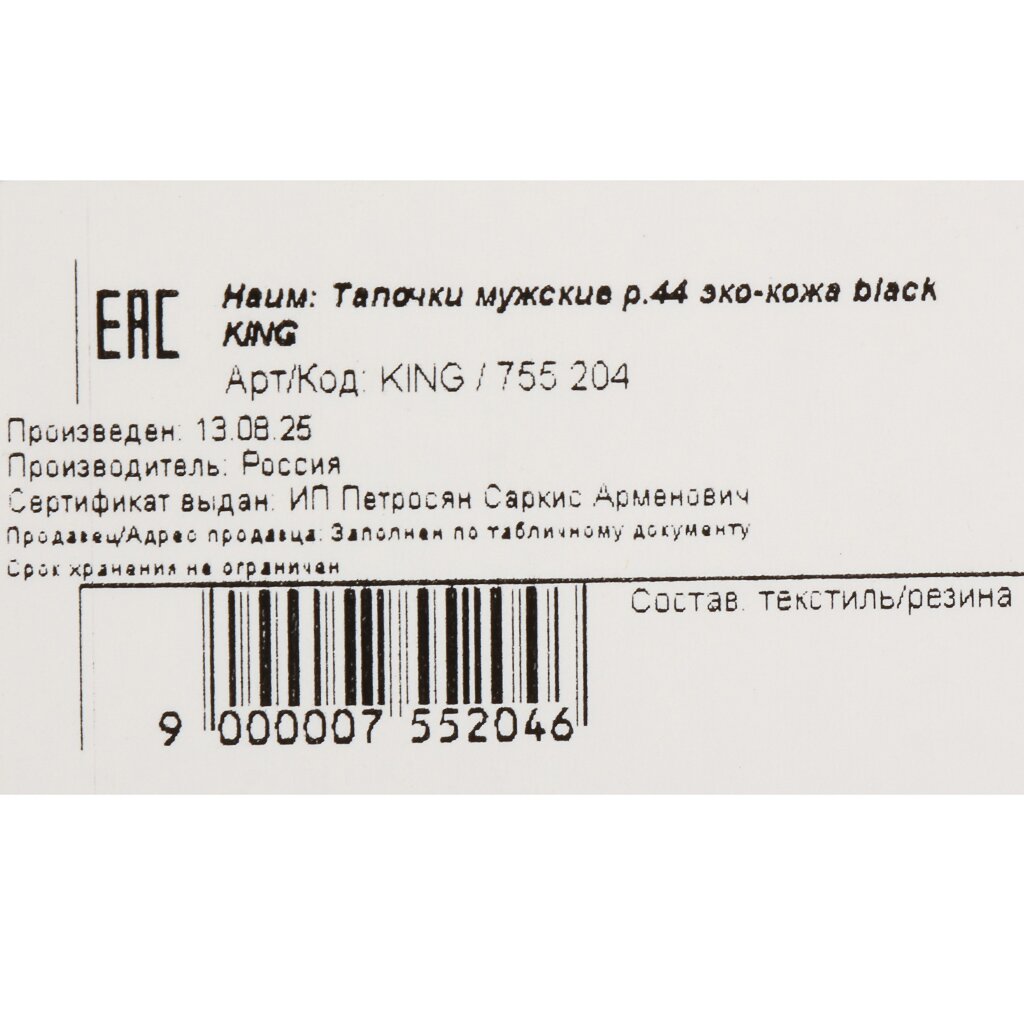 EAC
Наим: Тапочки мужские р.44 эко-кожа black
KING
Арт/Код: KING / 755 204
Произведен: 13.08.25
Производитель: Россия
Сертификат выдан: ИП Петросян Саркис Арменович
Продавец/Адрес продавца: Заполнен по табличному документу
Срок хранения не ограничен
Состав: текстиль/резина
9 000007 552046